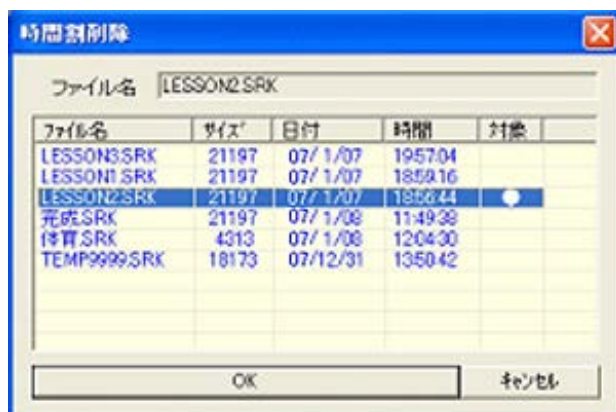 時間割削除
ファイル名 LESSON2.SRK
ファイル名 サイズ 日付 時間 対象
LESSON3.SRK 21197 07/ 1/07 19:57:04
LESSON1.SRK 21197 07/ 1/07 18:59:16
LESSON2.SRK 21197 07/ 1/07 18:56:44 ●
完成.SRK 21197 07/ 1/08 11:49:38
体育.SRK 4313 07/ 1/08 12:04:30
TEMP9999.SRK 18173 07/12/31 13:50:42
OK キャンセル